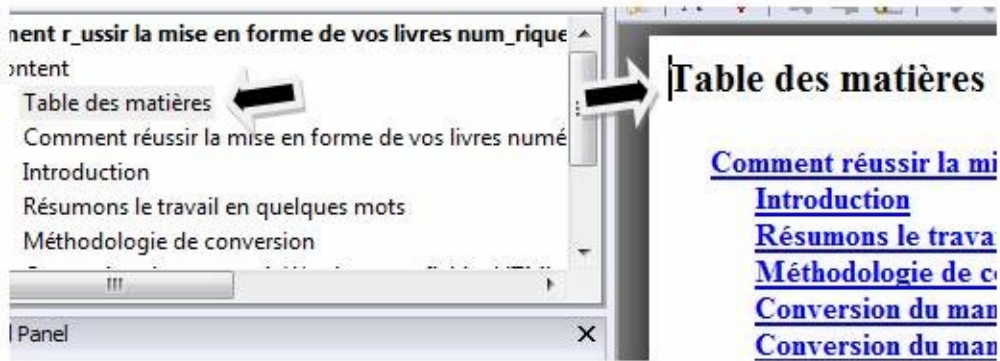 ent r_ussir la mise en forme de vos livres num_rique
ontent
Table des matières
Comment réussir la mise en forme de vos livres numé
Introduction
Résumons le travail en quelques mots
Méthodologie de conversion
Panel
Table des matières
Comment réussir la mi
Introduction
Résumons le trava
Méthodologie de c
Conversion du man
Conversion du man